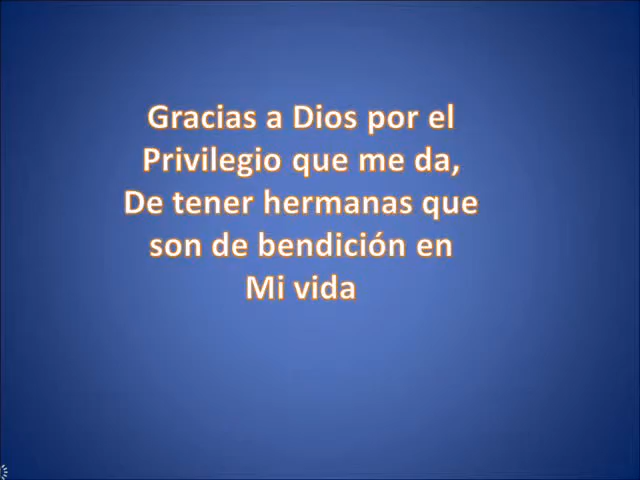 Gracias a Dios por el
Privilegio que me da,
De tener hermanas que
son de bendición en
Mi vida